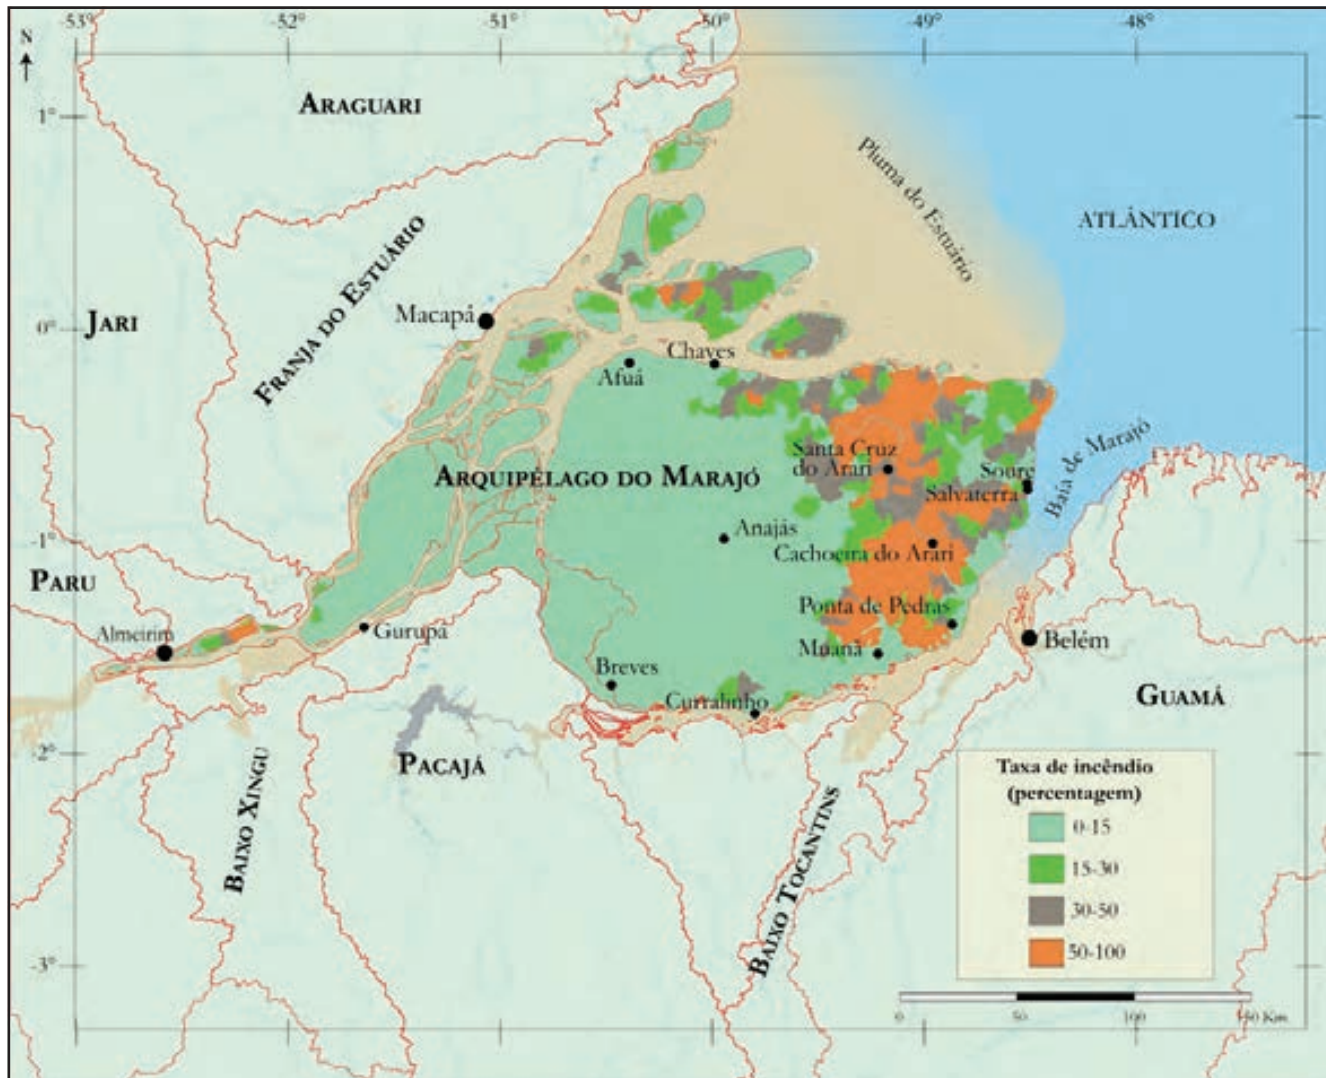 -53°
-52°
-51°
-50°
-49°
-48°
N
1°
0°
-1°
-2°
-3°
ARAGUARI
Pluma do Estuário
ATLÂNTICO
FRANJA DO ESTUÁRIO
JARI
Macapá
Chaves
Afuá
Baía de Marajó
Santa Cruz
do Arari
ARQUIPÉLAGO DO MARAJÓ
Soure
Salvaterra
Anajás
Cachoeira do Arari
PARU
Ponta de Pedras
Almeirim
Gurupá
Muaná
Belém
Breves
Curralinho
GUAMÁ
PACAJÁ
BAIXO XINGU
BAIXO TOCANTINS
Taxa de incêndio
(percentagem)
0-15
15-30
30-50
50-100
0
50
100
150 Km